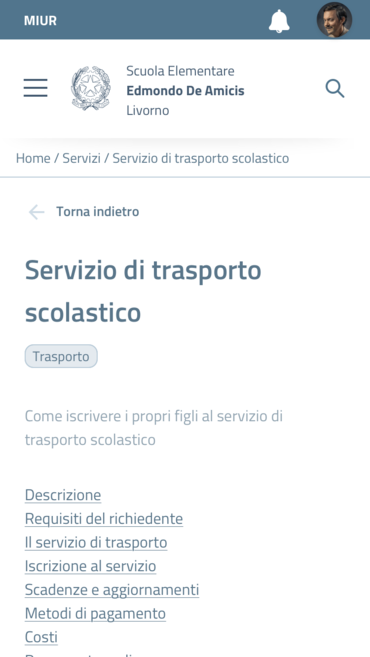 MIUR
Scuola Elementare
Edmondo De Amicis
Livorno
Home / Servizi / Servizio di trasporto scolastico
Torna indietro
Servizio di trasporto
scolastico
Trasporto
Come iscrivere i propri figli al servizio di
trasporto scolastico
Descrizione
Requisiti del richiedente
Il servizio di trasporto
Iscrizione al servizio
Scadenze e aggiornamenti
Metodi di pagamento
Costi